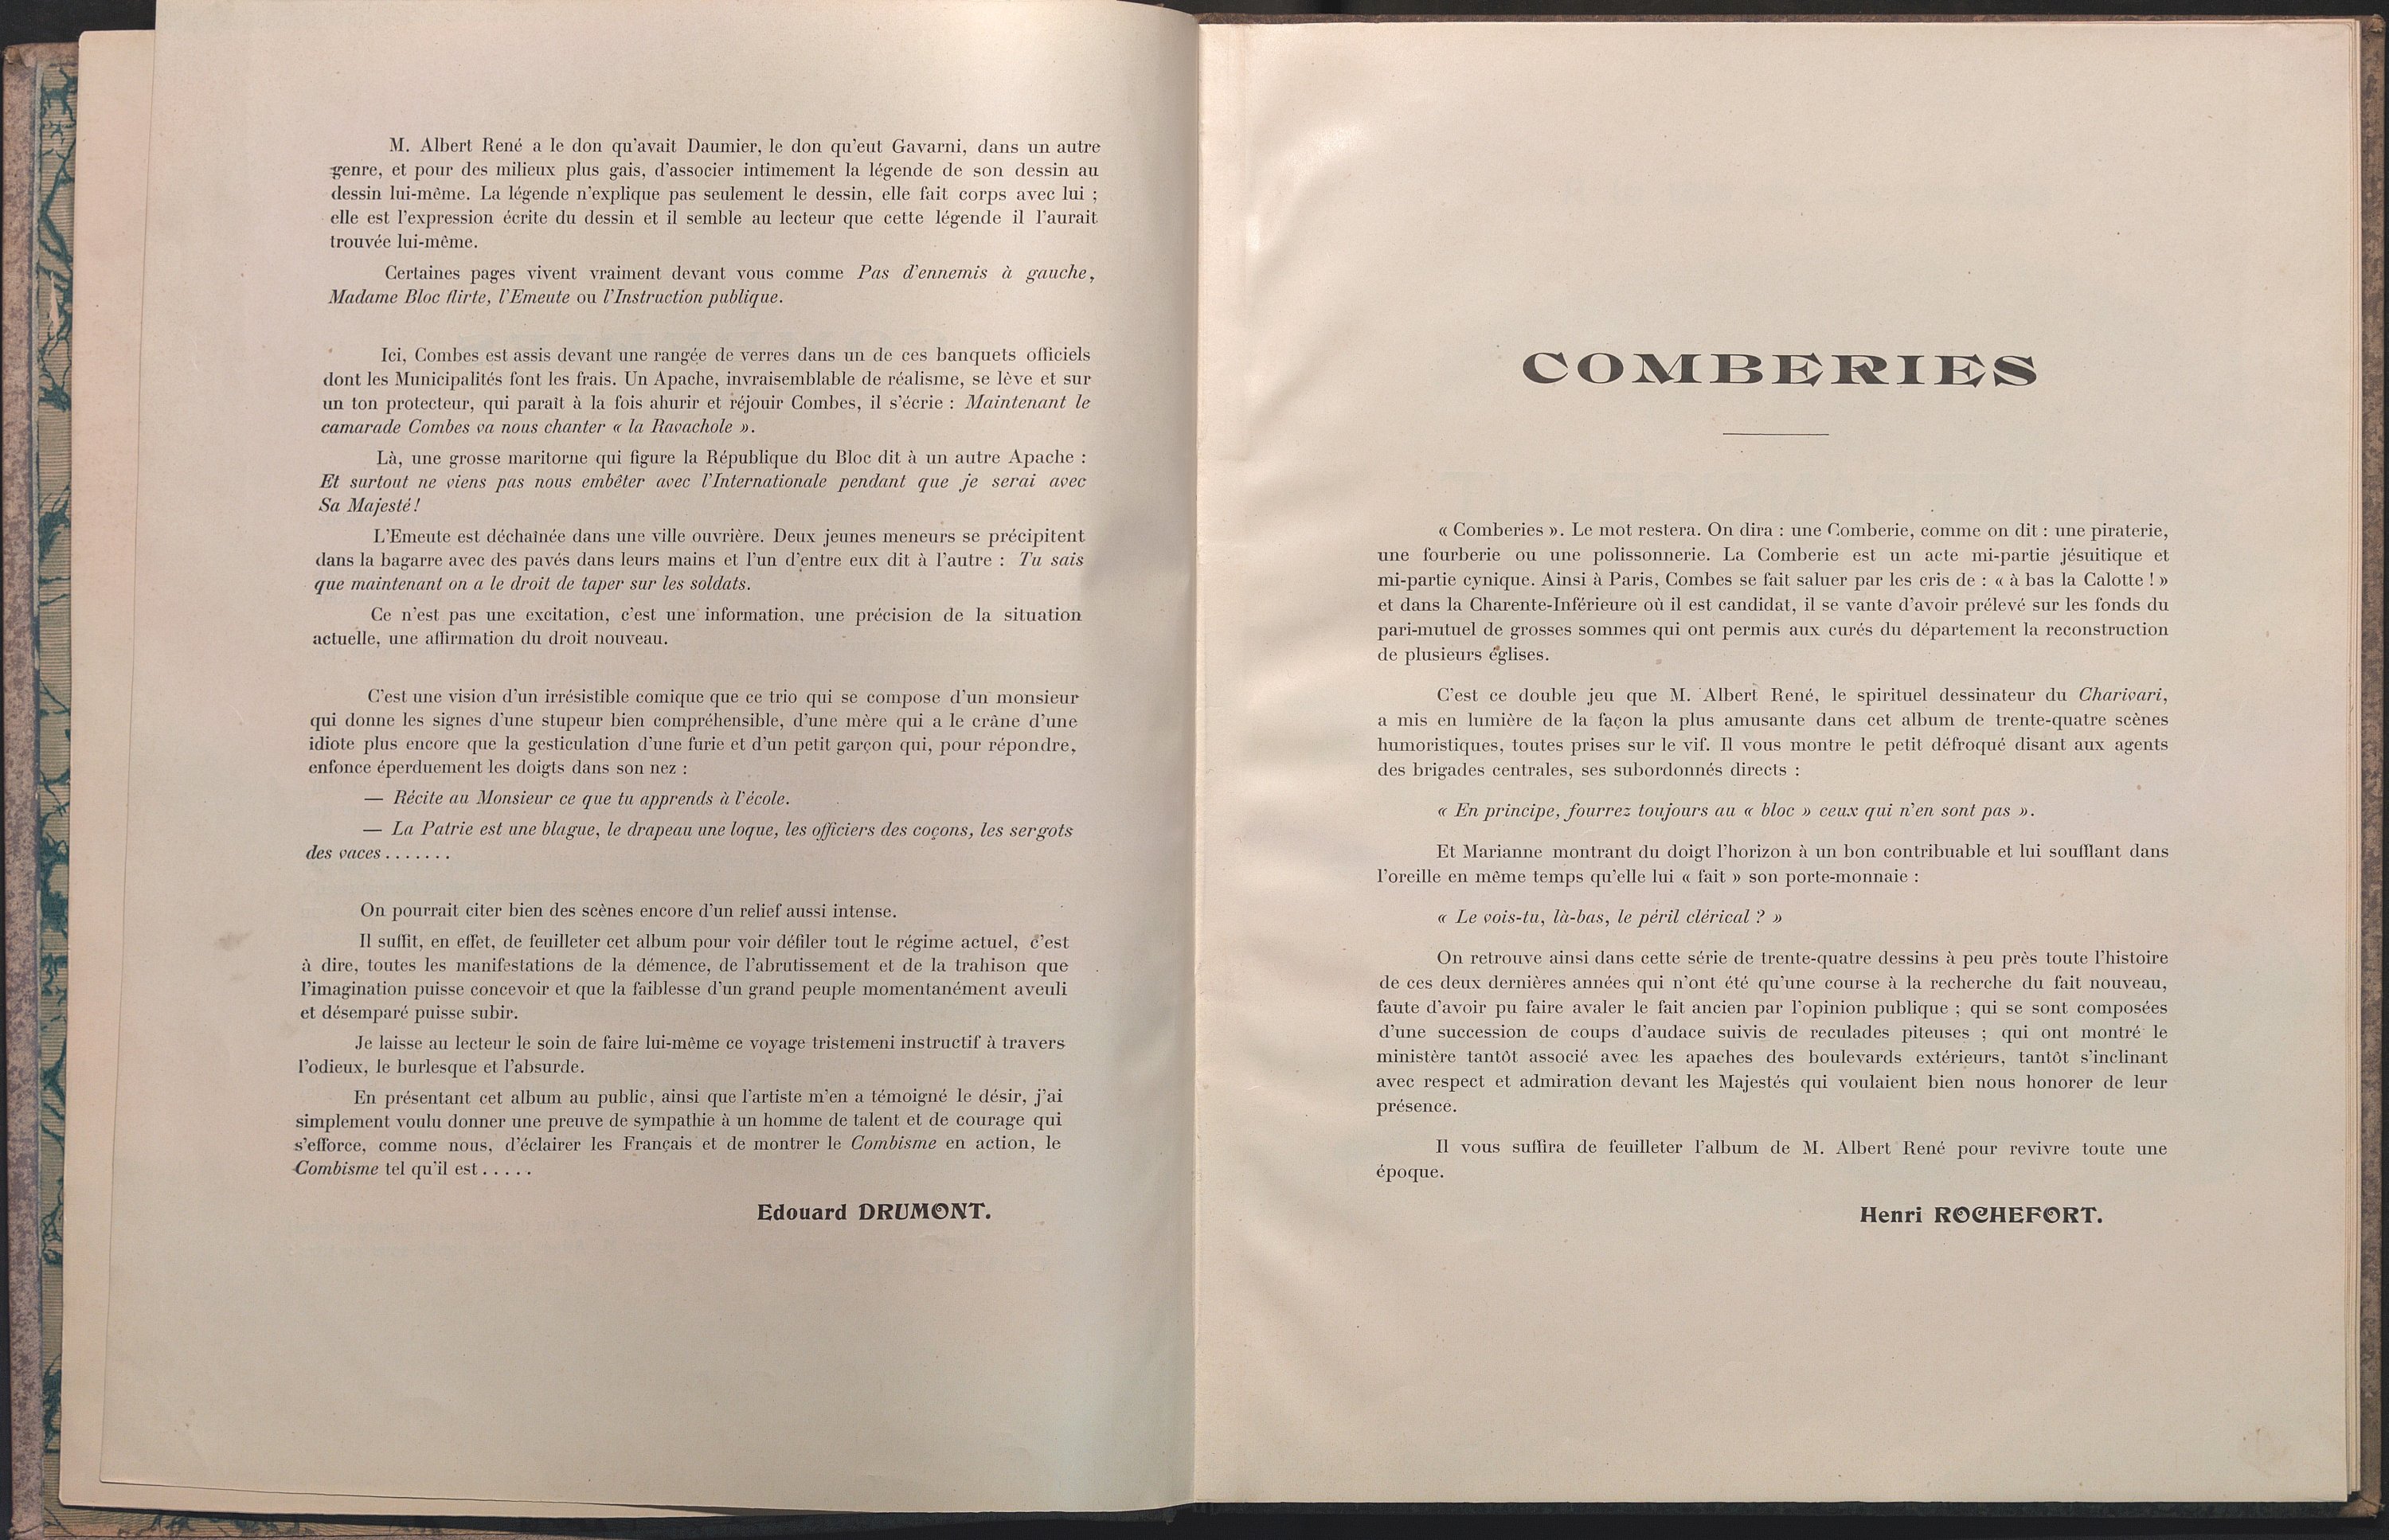 M. Albert René a le don qu'avait Daumier, le don qu'eut Gavarni, dans un autre
genre, et pour des milieux plus gais, d'associer intimement la légende de son dessin au
dessin lui-même. La légende n'explique pas seulement le dessin, elle fait corps avec lui ;
elle est l'expression écrite du dessin et il semble au lecteur que cette légende il l'aurait
trouvée lui-même.
Certaines pages vivent vraiment devant vous comme Pas d'ennemis à gauche,
Madame Bloc flirte, l'Emeute ou l'Instruction publique.
Ici, Combes est assis devant une rangée de verres dans un de ces banquets officiels
dont les Municipalités font les frais. Un Apache, invraisemblable de réalisme, se lève et sur
un ton protecteur, qui paraît à la fois ahurir et réjouir Combes, il s'écrie : Maintenant le
camarade Combes va nous chanter « la Ravachole ».
Là, une grosse maritorne qui figure la République du Bloc dit à un autre Apache :
Et surtout ne viens pas nous embêter avec l'Internationale pendant que je serai avec
Sa Majesté !
L'Emeute est déchaînée dans une ville ouvrière. Deux jeunes meneurs se précipitent
dans la bagarre avec des pavés dans leurs mains et l'un d'entre eux dit à l'autre : Tu sais
que maintenant on a le droit de taper sur les soldats.
Ce n'est pas une excitation, c'est une information, une précision de la situation
actuelle, une affirmation du droit nouveau.
C'est une vision d'un irrésistible comique que ce trio qui se compose d'un monsieur
qui donne les signes d'une stupeur bien compréhensible, d'une mère qui a le crâne d'une
idiote plus encore que la gesticulation d'une furie et d'un petit garçon qui, pour répondre,
enfonce éperduement les doigts dans son nez :
— Récite au Monsieur ce que tu apprends à l'école.
— La Patrie est une blague, le drapeau une loque, les officiers des coçons, les sergots
des vaces . . . . . . .
On pourrait citer bien des scènes encore d'un relief aussi intense.
Il suffit, en effet, de feuilleter cet album pour voir défiler tout le régime actuel, c'est
à dire, toutes les manifestations de la démence, de l'abrutissement et de la trahison que
l'imagination puisse concevoir et que la faiblesse d'un grand peuple momentanément aveuli
et désemparé puisse subir.
Je laisse au lecteur le soin de faire lui-même ce voyage tristemeni instructif à travers
l'odieux, le burlesque et l'absurde.
En présentant cet album au public, ainsi que l'artiste m'en a témoigné le désir, j'ai
simplement voulu donner une preuve de sympathie à un homme de talent et de courage qui
s'efforce, comme nous, d'éclairer les Français et de montrer le Combisme en action, le
Combisme tel qu'il est . . . . .
Edouard DRUMONT.
COMBERIES
« Comberies ». Le mot restera. On dira : une Comberie, comme on dit : une piraterie,
une fourberie ou une polissonnerie. La Comberie est un acte mi-partie jésuitique et
mi-partie cynique. Ainsi à Paris, Combes se fait saluer par les cris de : « à bas la Calotte ! »
et dans la Charente-Inférieure où il est candidat, il se vante d'avoir prélevé sur les fonds du
pari-mutuel de grosses sommes qui ont permis aux curés du département la reconstruction
de plusieurs églises.
C'est ce double jeu que M. Albert René, le spirituel dessinateur du Charivari,
a mis en lumière de la façon la plus amusante dans cet album de trente-quatre scènes
humoristiques, toutes prises sur le vif. Il vous montre le petit défroqué disant aux agents
des brigades centrales, ses subordonnés directs :
« En principe, fourrez toujours au « bloc » ceux qui n'en sont pas ».
Et Marianne montrant du doigt l'horizon à un bon contribuable et lui soufflant dans
l'oreille en même temps qu'elle lui « fait » son porte-monnaie :
« Le vois-tu, là-bas, le péril clérical ? »
On retrouve ainsi dans cette série de trente-quatre dessins à peu près toute l'histoire
de ces deux dernières années qui n'ont été qu'une course à la recherche du fait nouveau,
faute d'avoir pu faire avaler le fait ancien par l'opinion publique ; qui se sont composées
d'une succession de coups d'audace suivis de reculades piteuses ; qui ont montré le
ministère tantôt associé avec les apaches des boulevards extérieurs, tantôt s'inclinant
avec respect et admiration devant les Majestés qui voulaient bien nous honorer de leur
présence.
Il vous suffira de feuilleter l'album de M. Albert René pour revivre toute une
époque.
Henri ROCHEFORT.